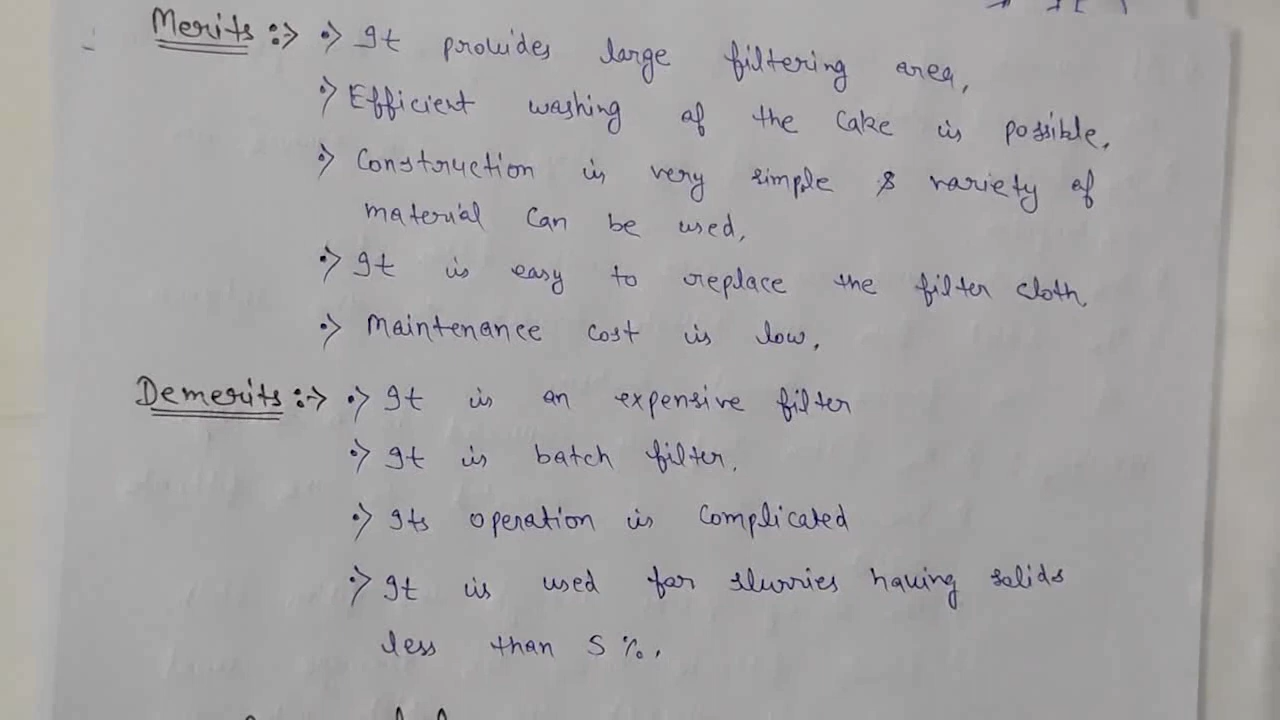 Merits :-> •> It provides large filtering area,
•> Efficient washing of the cake is possible.
•> Construction is very simple & variety of
material can be used,
•> It is easy to replace the filter cloth.
•> Maintenance cost is low.
Demerits :-> •> It is an expensive filter
•> It is batch filter.
•> Its operation is complicated
•> It is used for slurries having solids
less than 5%.